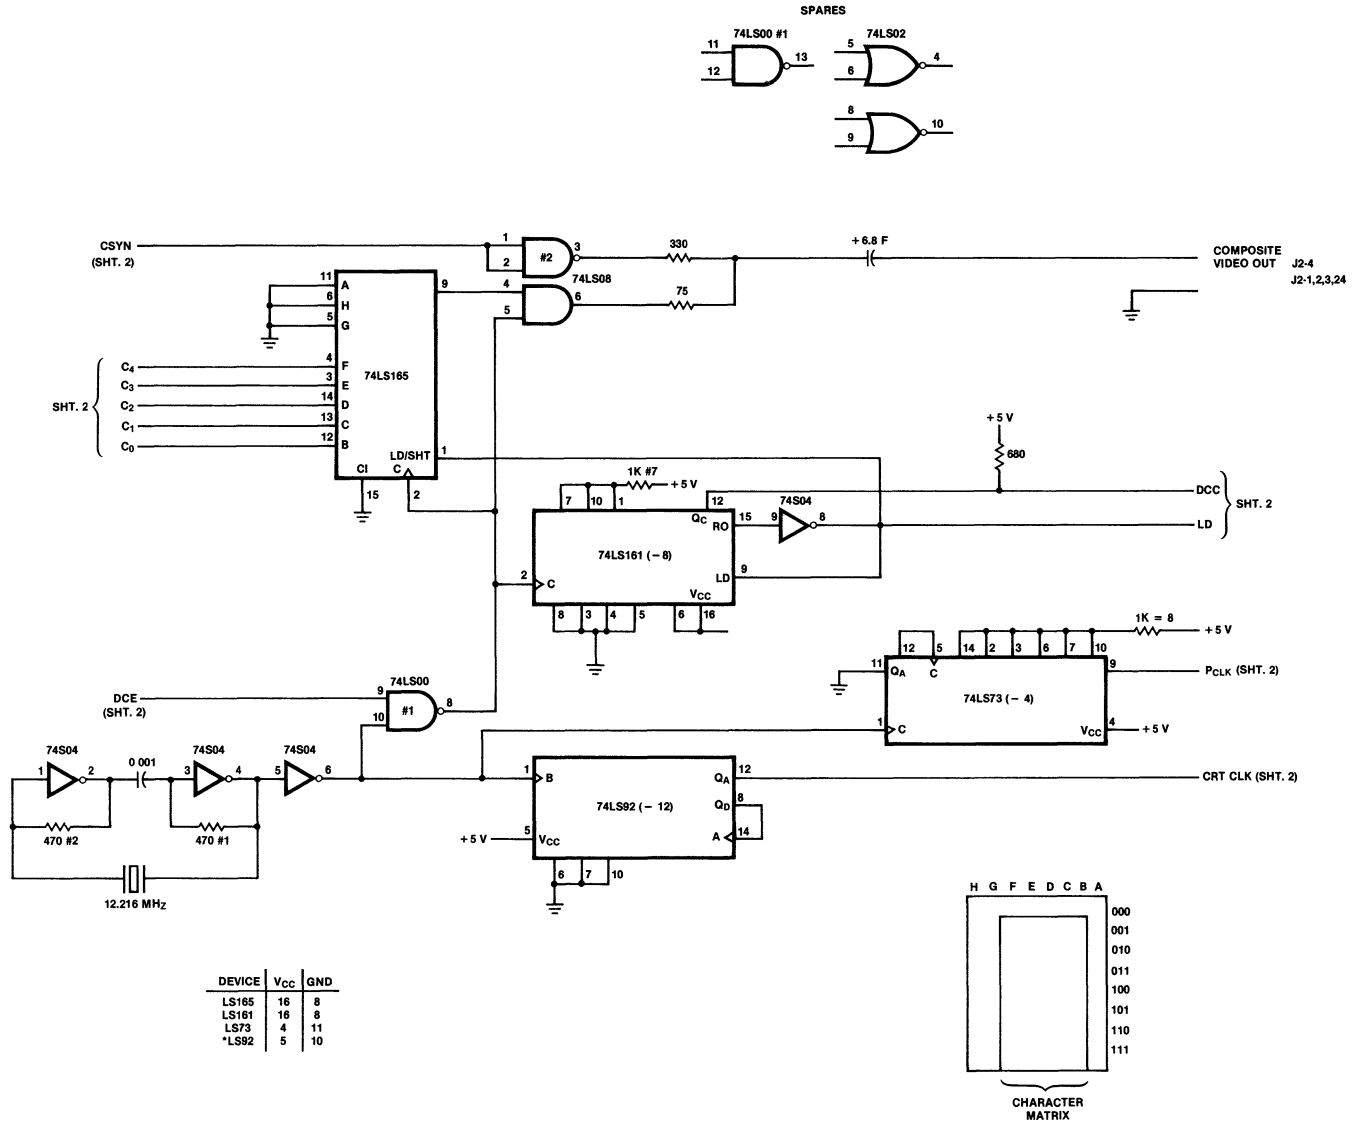 SPARES
74LS00 #1
74LS02
11
12
13
5
6
4
8
9
10
CSYN
(SHT. 2)
1
2
#2
3
330
+ 6.8 F
COMPOSITE
VIDEO OUT
J2-4
J2-1,2,3,24
74LS08
4
5
6
75
11 A
6 H
5 G
9
SHT. 2
C4 4 F
C3 3 E
C2 14 D
C1 13 C
C0 12 B
74LS165
LD/SHT 1
CI C
15
2
+ 5 V
680
1K #7
+ 5 V
7 10 1
12
QC
RO 15
9
74S04
8
DCC
LD
SHT. 2
74LS161 (− 8)
2 C
LD 9
VCC
8 3 4 5 6 16
1K = 8
+ 5 V
12 5 14 2 3 6 7 10
11 QA C
9
PCLK (SHT. 2)
74LS73 (− 4)
1 C
VCC 4
+ 5 V
DCE
(SHT. 2)
74LS00
9
10
#1
8
74S04
1 2
0 001
74S04
3 4
74S04
5 6
470 #2
470 #1
12.216 MHZ
1 B
QA 12
CRT CLK (SHT. 2)
QD 8
74LS92 (− 12)
+ 5 V
5 VCC
A 14
6 7 10
H G F E D C B A
000
001
010
011
100
101
110
111
CHARACTER
MATRIX
DEVICE VCC GND
LS165 16 8
LS161 16 8
LS73 4 11
*LS92 5 10